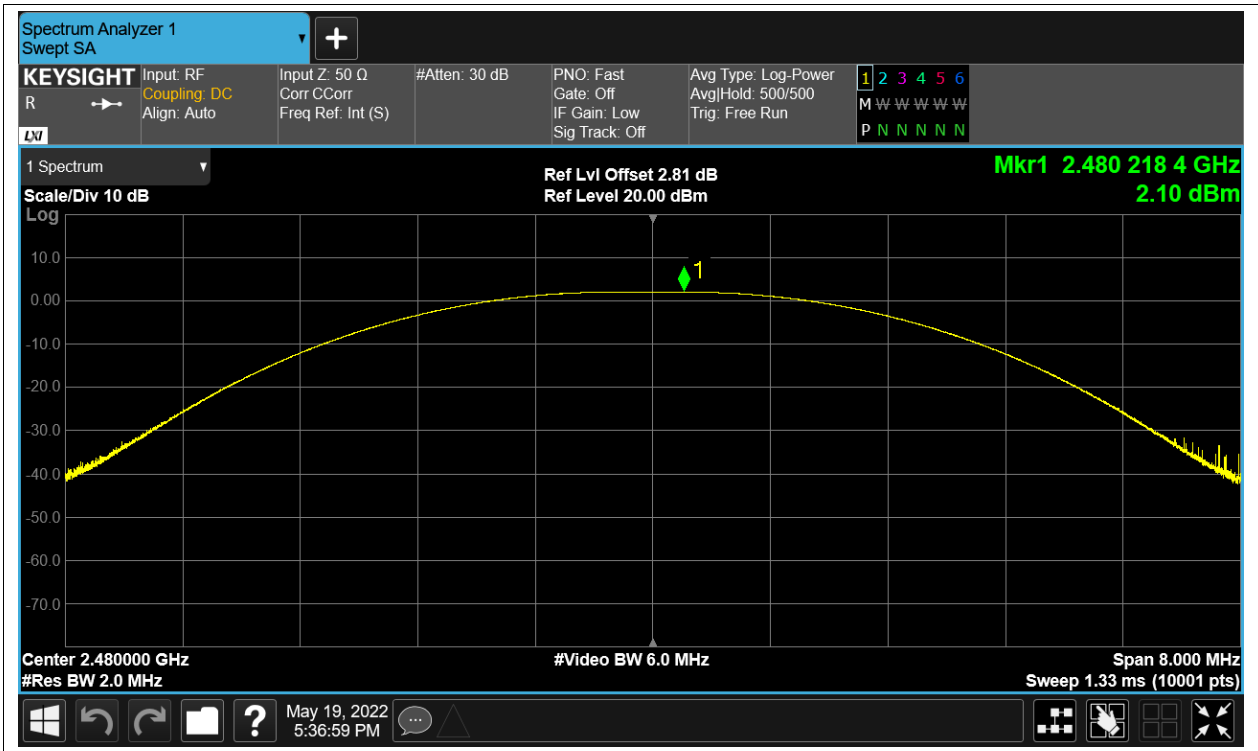 Spectrum Analyzer 1
Swept SA
+
KEYSIGHT
R
LXI
Input: RF
Coupling: DC
Align: Auto
Input Z: 50 Ω
Corr CCorr
Freq Ref: Int (S)
#Atten: 30 dB
PNO: Fast
Gate: Off
IF Gain: Low
Sig Track: Off
Avg Type: Log-Power
Avg|Hold: 500/500
Trig: Free Run
1 2 3 4 5 6
M W W W W W
P N N N N N
1 Spectrum
Scale/Div 10 dB
Log
Ref Lvl Offset 2.81 dB
Ref Level 20.00 dBm
Mkr1 2.480 218 4 GHz
2.10 dBm
1
10.0
0.00
-10.0
-20.0
-30.0
-40.0
-50.0
-60.0
-70.0
Center 2.480000 GHz
#Res BW 2.0 MHz
#Video BW 6.0 MHz
Span 8.000 MHz
Sweep 1.33 ms (10001 pts)
?
May 19, 2022
5:36:59 PM